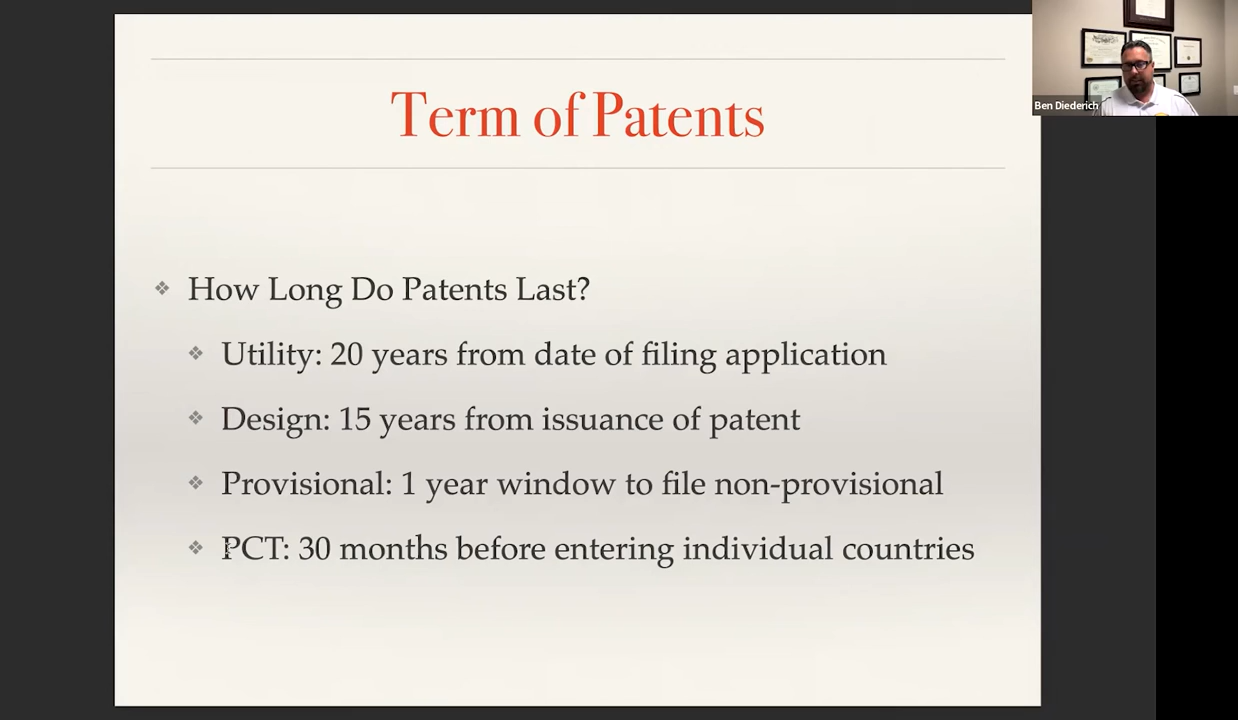 Term of Patents
Ben Diederich
How Long Do Patents Last?
Utility: 20 years from date of filing application
Design: 15 years from issuance of patent
Provisional: 1 year window to file non-provisional
PCT: 30 months before entering individual countries